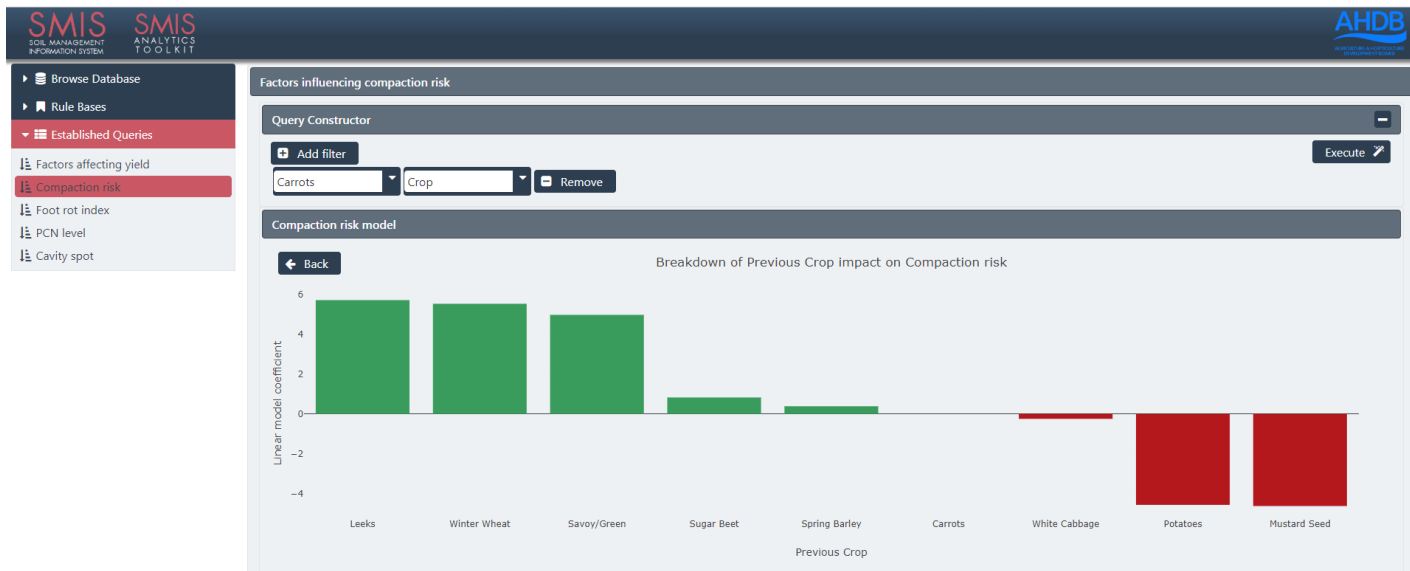 SMIS
SOIL MANAGEMENT
INFORMATION SYSTEM
SMIS
ANALYTICS
TOOLKIT
AHDB
AGRICULTURE & HORTICULTURE
DEVELOPMENT BOARD
Browse Database
Rule Bases
Established Queries
Factors affecting yield
Compaction risk
Foot rot index
PCN level
Cavity spot
Factors influencing compaction risk
Query Constructor
Add filter
Execute
Carrots
Crop
Remove
Compaction risk model
Back
Breakdown of Previous Crop impact on Compaction risk
Linear model coefficient
6
4
2
0
−2
−4
Leeks Winter Wheat Savoy/Green Sugar Beet Spring Barley Carrots White Cabbage Potatoes Mustard Seed
Previous Crop